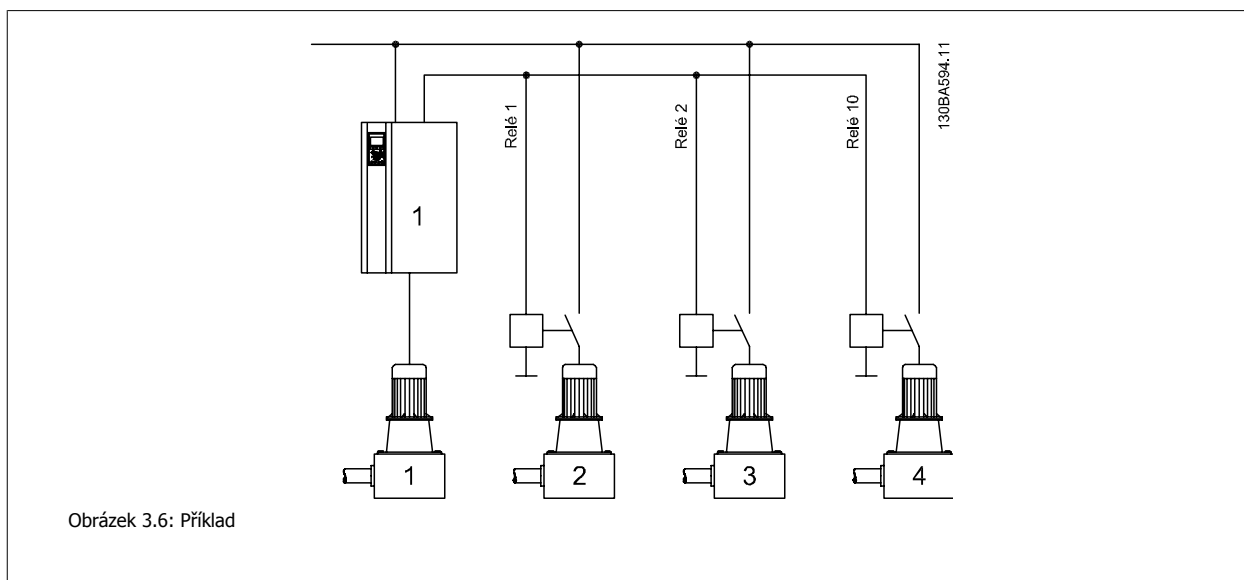 130BA594.11
Relé 1
Relé 2
Relé 10
1
1
2
3
4
Obrázek 3.6: Příklad